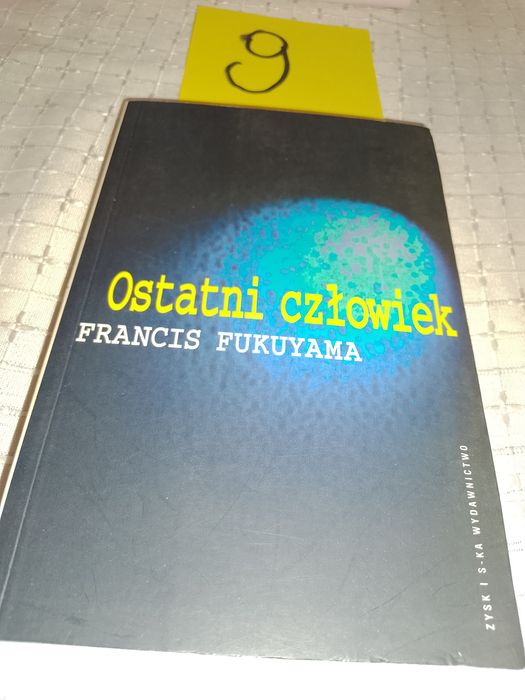 9
Ostatni człowiek
FRANCIS FUKUYAMA
ZYSK I S-KA WYDAWNICTWO